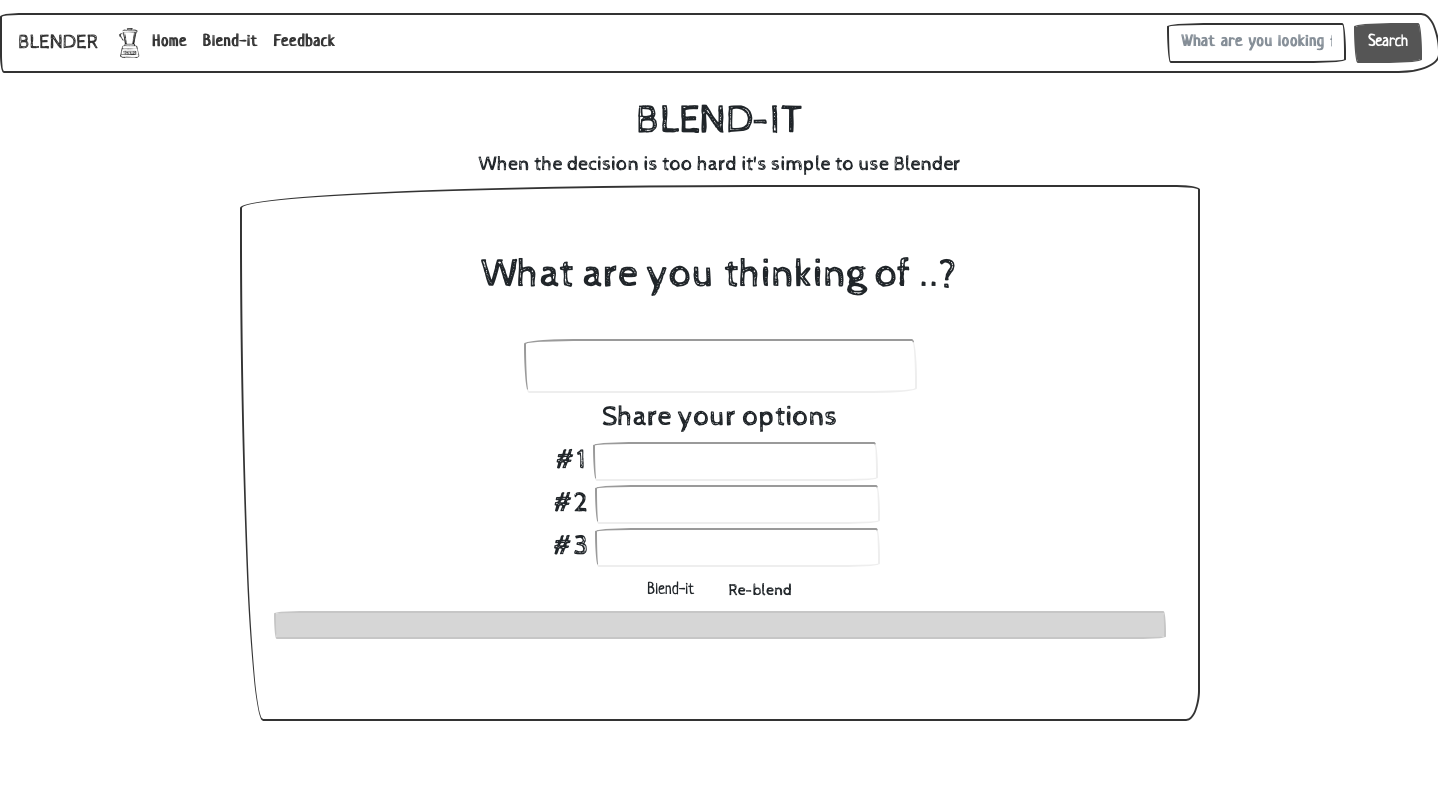 BLENDER Home Blend-it Feedback What are you looking Search
BLEND-IT
When the decision is too hard it's simple to use Blender
What are you thinking of ..?
Share your options
#1
#2
#3
Blend-it Re-blend